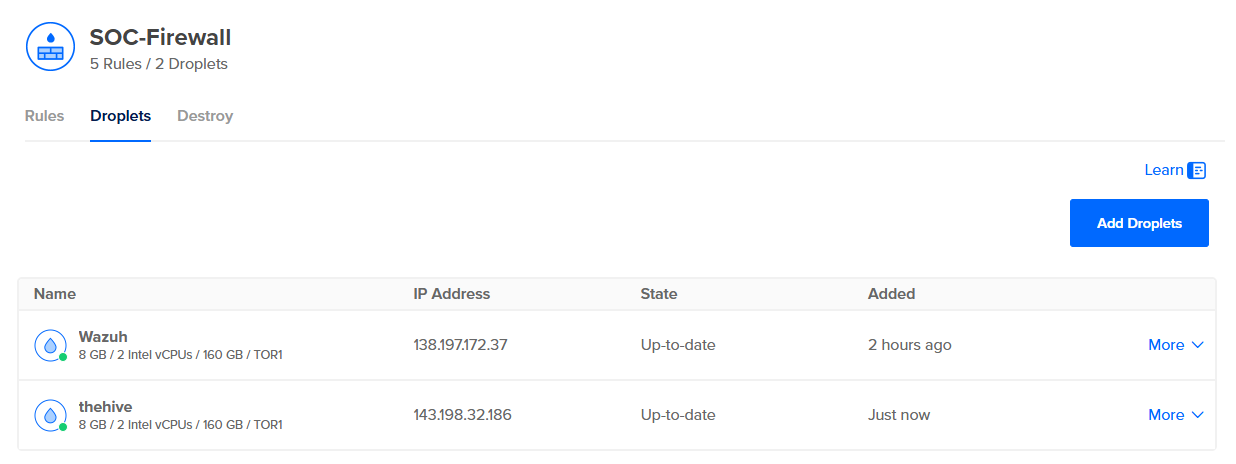 SOC-Firewall
5 Rules / 2 Droplets
Rules Droplets Destroy
Learn
Add Droplets
Name IP Address State Added
Wazuh
8 GB / 2 Intel vCPUs / 160 GB / TOR1
138.197.172.37 Up-to-date 2 hours ago More
thehive
8 GB / 2 Intel vCPUs / 160 GB / TOR1
143.198.32.186 Up-to-date Just now More